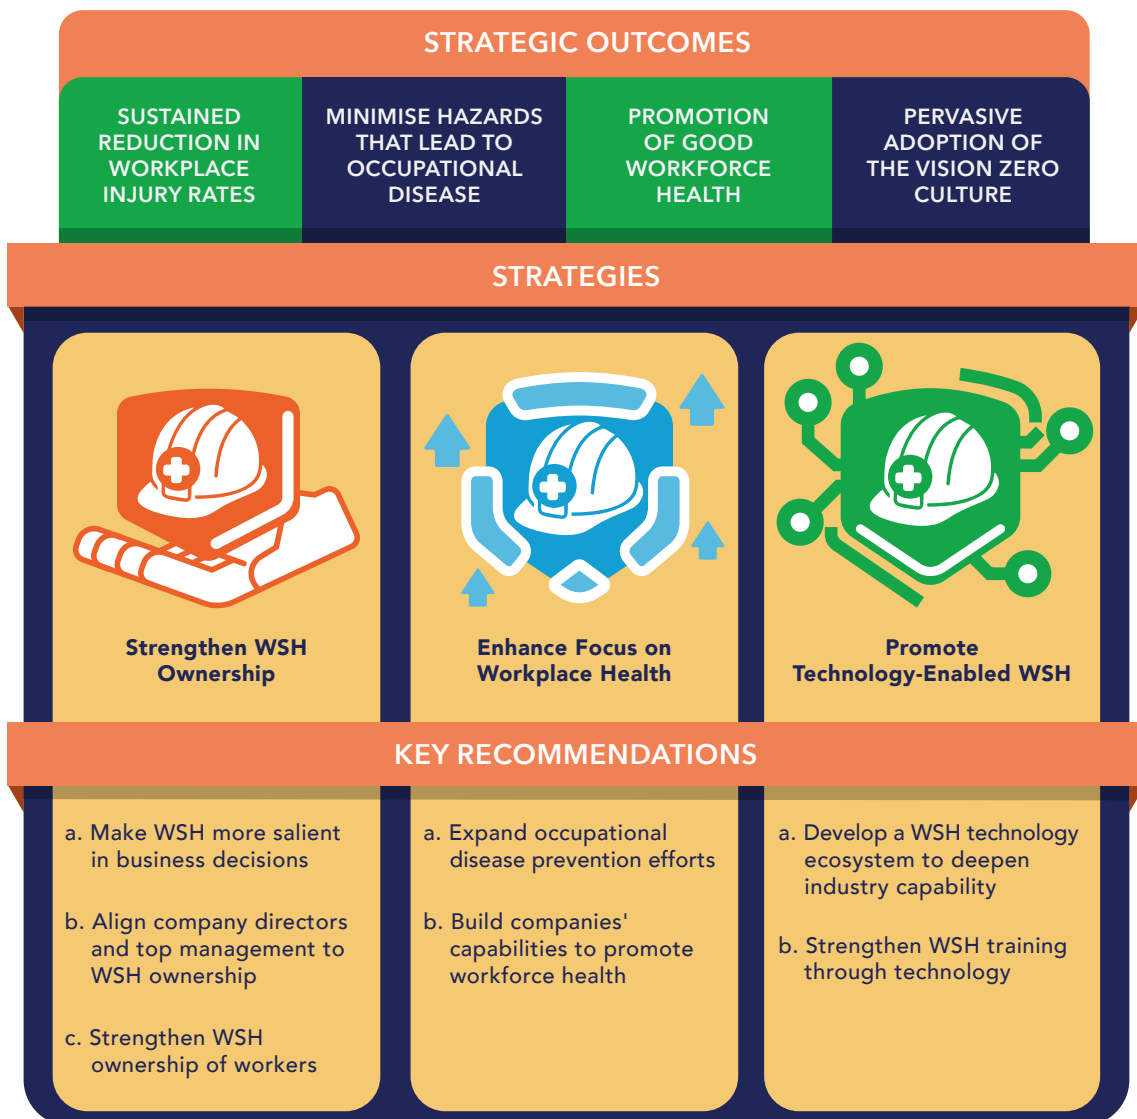 STRATEGIC OUTCOMES
SUSTAINED
REDUCTION IN
WORKPLACE
INJURY RATES
MINIMISE HAZARDS
THAT LEAD TO
OCCUPATIONAL
DISEASE
PROMOTION
OF GOOD
WORKFORCE
HEALTH
PERVASIVE
ADOPTION OF
THE VISION ZERO
CULTURE
STRATEGIES
Strengthen WSH
Ownership
Enhance Focus on
Workplace Health
Promote
Technology-Enabled WSH
KEY RECOMMENDATIONS
a. Make WSH more salient
in business decisions
b. Align company directors
and top management to
WSH ownership
c. Strengthen WSH
ownership of workers
a. Expand occupational
disease prevention efforts
b. Build companies'
capabilities to promote
workforce health
a. Develop a WSH technology
ecosystem to deepen
industry capability
b. Strengthen WSH training
through technology